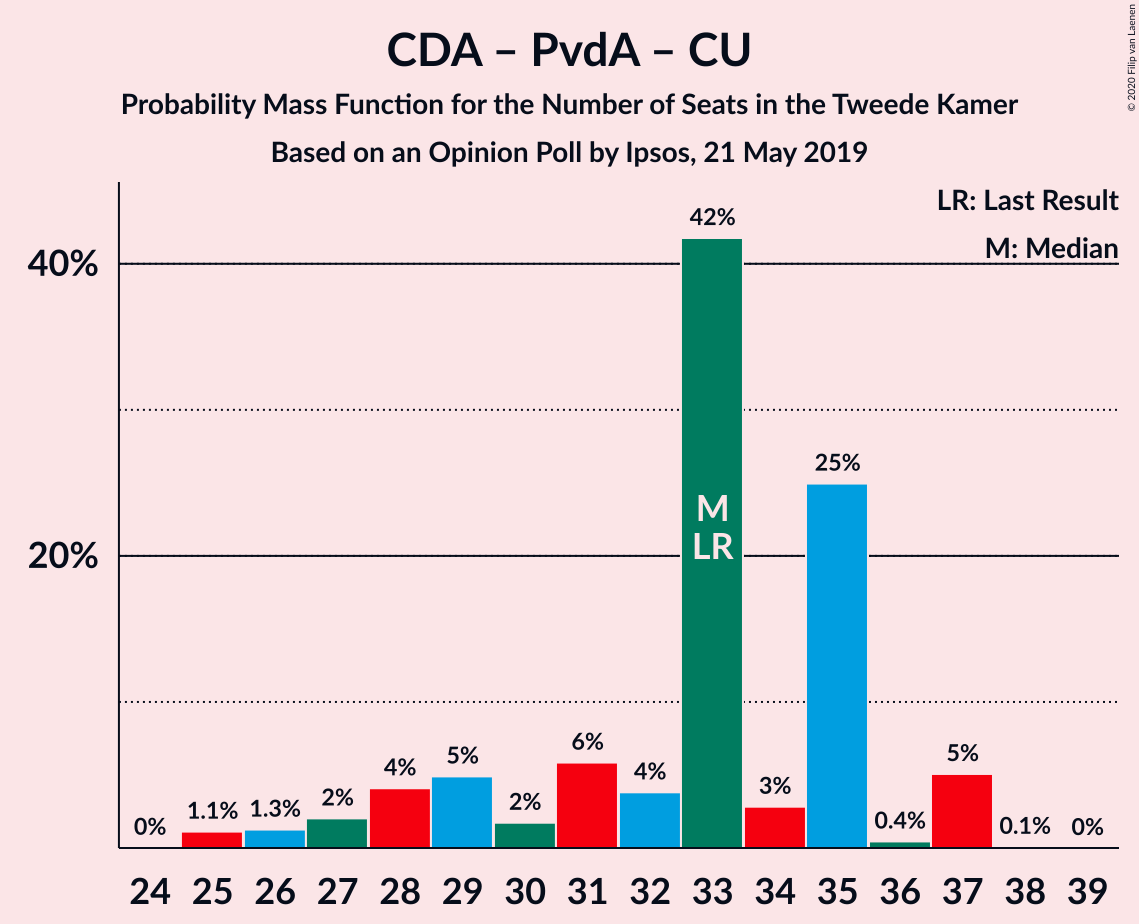 CDA – PvdA – CU
Probability Mass Function for the Number of Seats in the Tweede Kamer
Based on an Opinion Poll by Ipsos, 21 May 2019
© 2020 Filip van Laenen
LR: Last Result
M: Median
40%
20%
0%
1.1%
1.3%
2%
4%
5%
2%
6%
4%
42%
M
LR
3%
25%
0.4%
5%
0.1%
0%
24 25 26 27 28 29 30 31 32 33 34 35 36 37 38 39